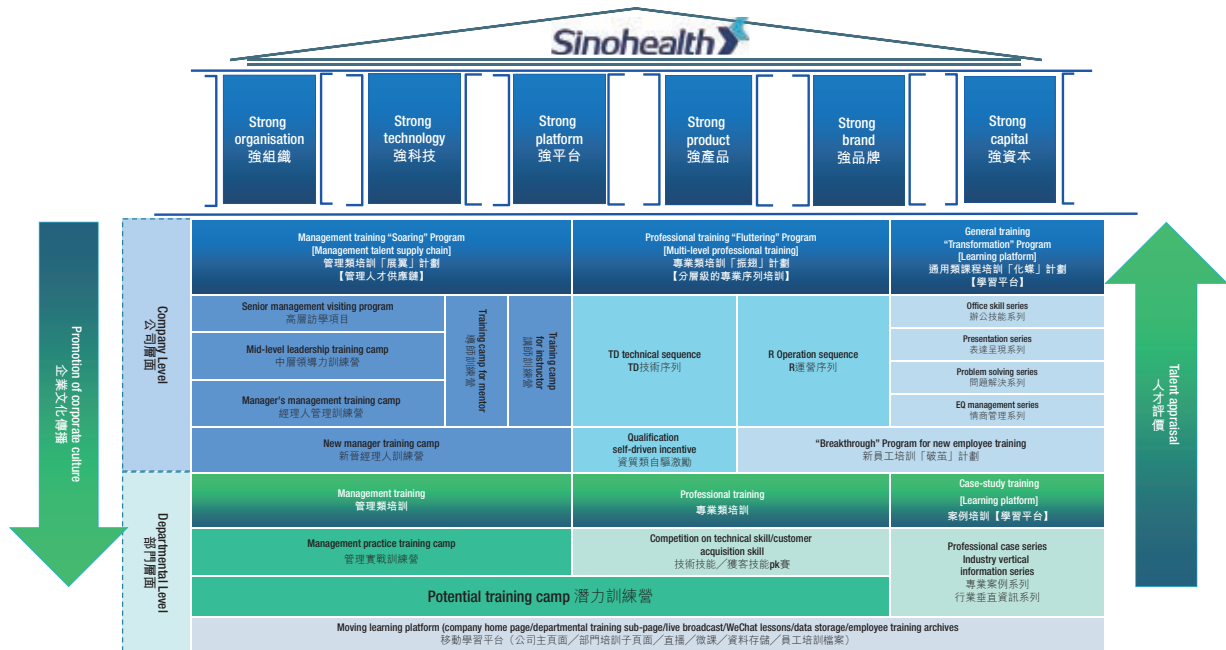 Sinohealth
Strong
organisation
強組織
Strong
technology
強科技
Strong
platform
強平台
Strong
product
強產品
Strong
brand
強品牌
Strong
capital
強資本
Promotion of corporate culture
企業文化傳播
Company Level
公司層面
Management training “Soaring” Program
[Management talent supply chain]
管理類培訓「展翼」計劃
【管理人才供應鏈】
Professional training “Fluttering” Program
[Multi-level professional training]
專業類培訓「振翅」計劃
【分層級的專業序列培訓】
General training
“Transformation” Program
[Learning platform]
通用類課程培訓「化蝶」計劃
【學習平台】
Senior management visiting program
高層訪學項目
Mid-level leadership training camp
中層領導力訓練營
Manager’s management training camp
經理人管理訓練營
Training camp for mentor
導師訓練營
Training camp
for instructor
講師訓練營
TD technical sequence
TD技術序列
R Operation sequence
R運營序列
Office skill series
辦公技能系列
Presentation series
表達呈現系列
Problem solving series
問題解決系列
EQ management series
情商管理系列
New manager training camp
新晉經理人訓練營
Qualification
self-driven incentive
資質類自驅激勵
“Breakthrough” Program for new employee training
新員工培訓「破茧」計劃
Departmental Level
部門層面
Management training
管理類培訓
Professional training
專業類培訓
Case-study training
[Learning platform]
案例培訓【學習平台】
Management practice training camp
管理實戰訓練營
Competition on technical skill/customer
acquisition skill
技術技能／獲客技能pk賽
Professional case series
Industry vertical
information series
專業案例系列
行業垂直資訊系列
Potential training camp 潛力訓練營
Moving learning platform (company home page/departmental training sub-page/live broadcast/WeChat lessons/data storage/employee training archives
移動學習平台（公司主頁面／部門培訓子頁面／直播／微課／資料存儲／員工培訓檔案）
Talent appraisal
人才評價